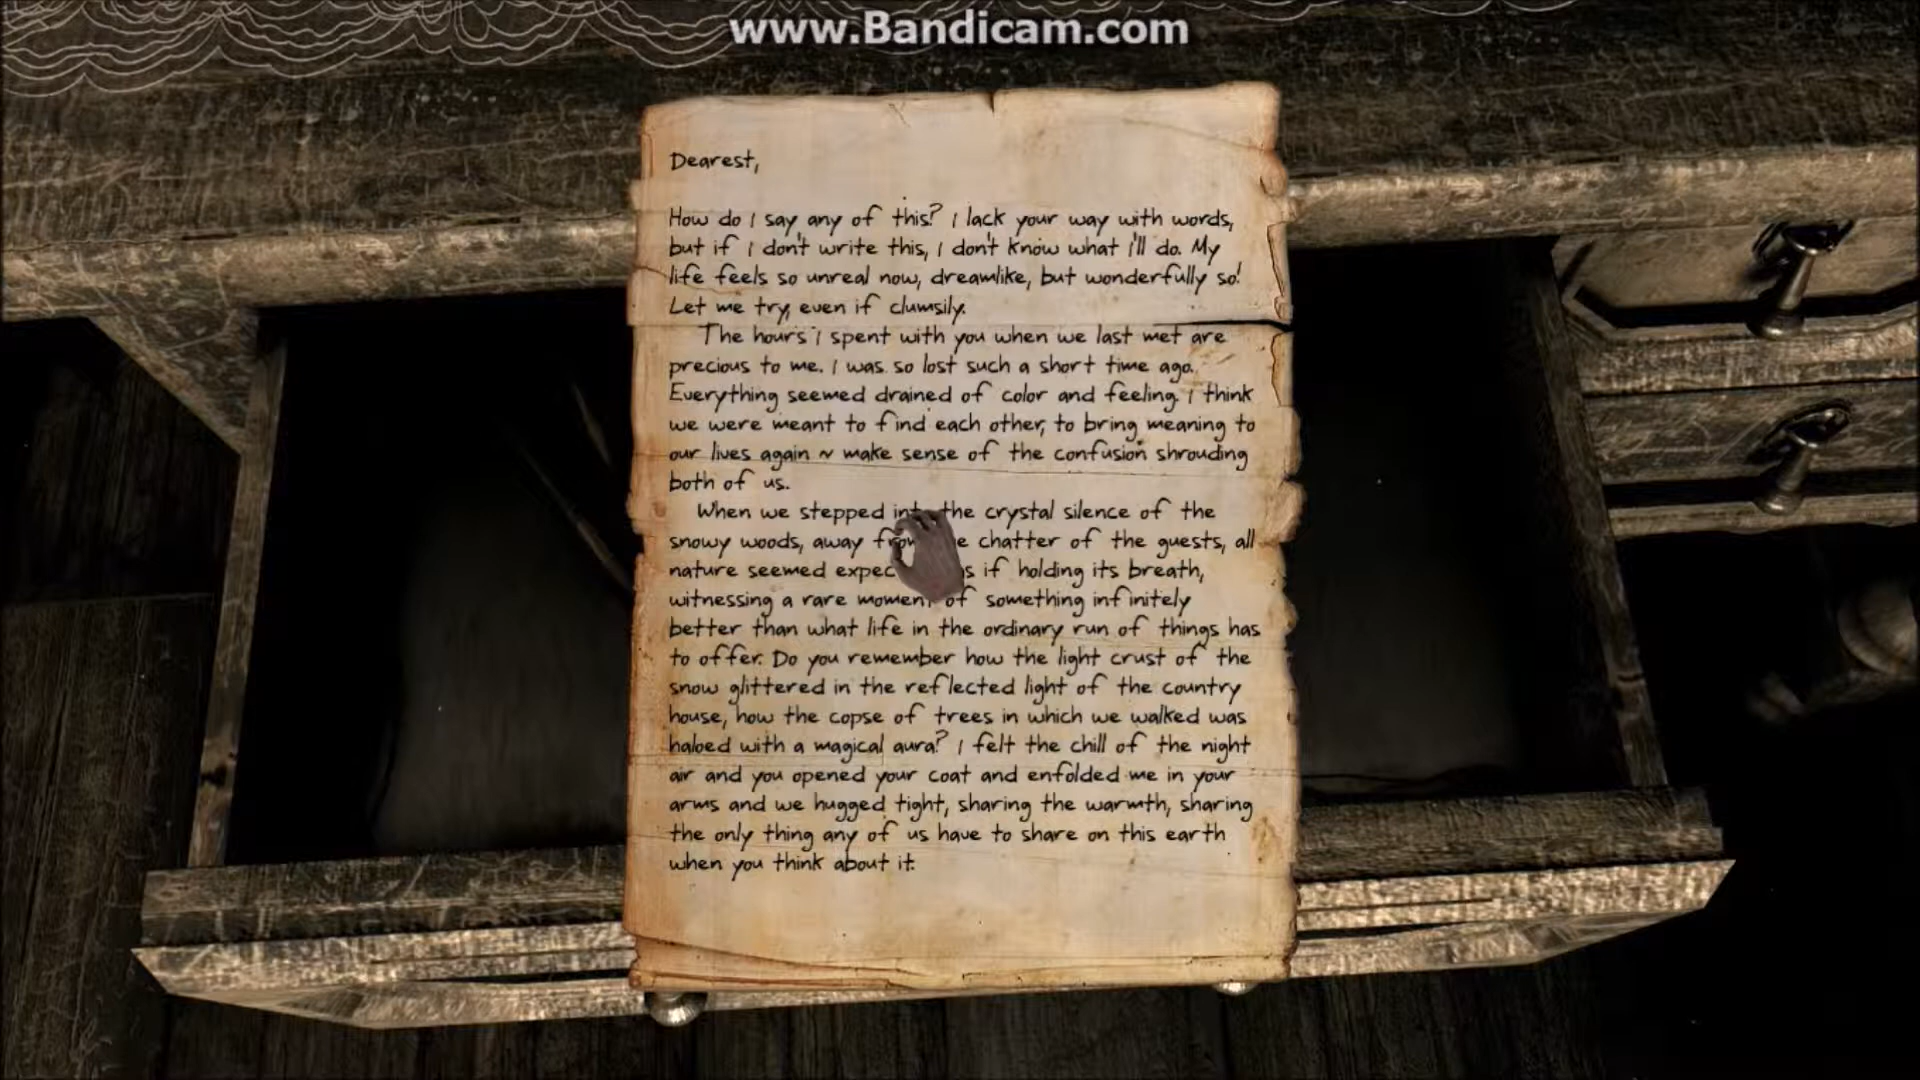 www.Bandicam.com
Dearest,
How do I say any of this? I lack your way with words,
but if I don't write this, I don't know what I'll do. My
life feels so unreal now, dreamlike, but wonderfully so!
Let me try, even if clumsily.
The hours I spent with you when we last met are
precious to me. I was so lost such a short time ago.
Everything seemed drained of color and feeling. I think
we were meant to find each other, to bring meaning to
our lives again ~ make sense of the confusion shrouding
both of us.
When we stepped into the crystal silence of the
snowy woods, away from the chatter of the guests, all
nature seemed as if holding its breath,
witnessing a rare moment of something infinitely
better than what life in the ordinary run of things has
to offer. Do you remember how the light crust of the
snow glittered in the reflected light of the country
house, how the copse of trees in which we walked was
haloed with a magical aura? I felt the chill of the night
air and you opened your coat and enfolded me in your
arms and we hugged tight, sharing the warmth, sharing
the only thing any of us have to share on this earth
when you think about it.